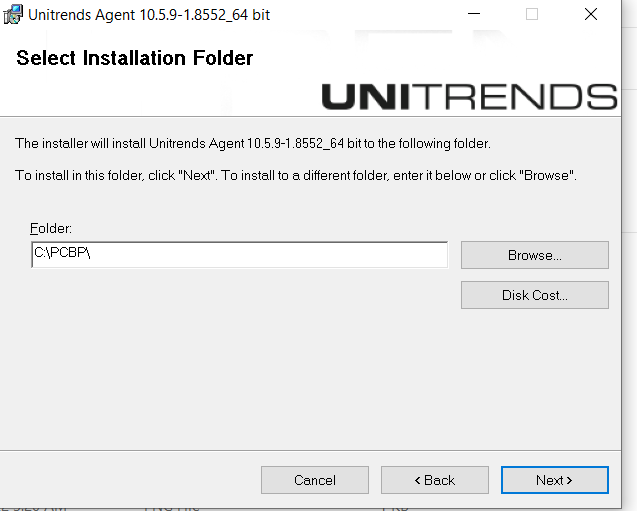 Unitrends Agent 10.5.9-1.8552_64 bit
Select Installation Folder
UNITRENDS
The installer will install Unitrends Agent 10.5.9-1.8552_64 bit to the following folder.
To install in this folder, click "Next". To install to a different folder, enter it below or click "Browse".
Folder:
C:\PCBP\
Browse...
Disk Cost...
Cancel
< Back
Next >